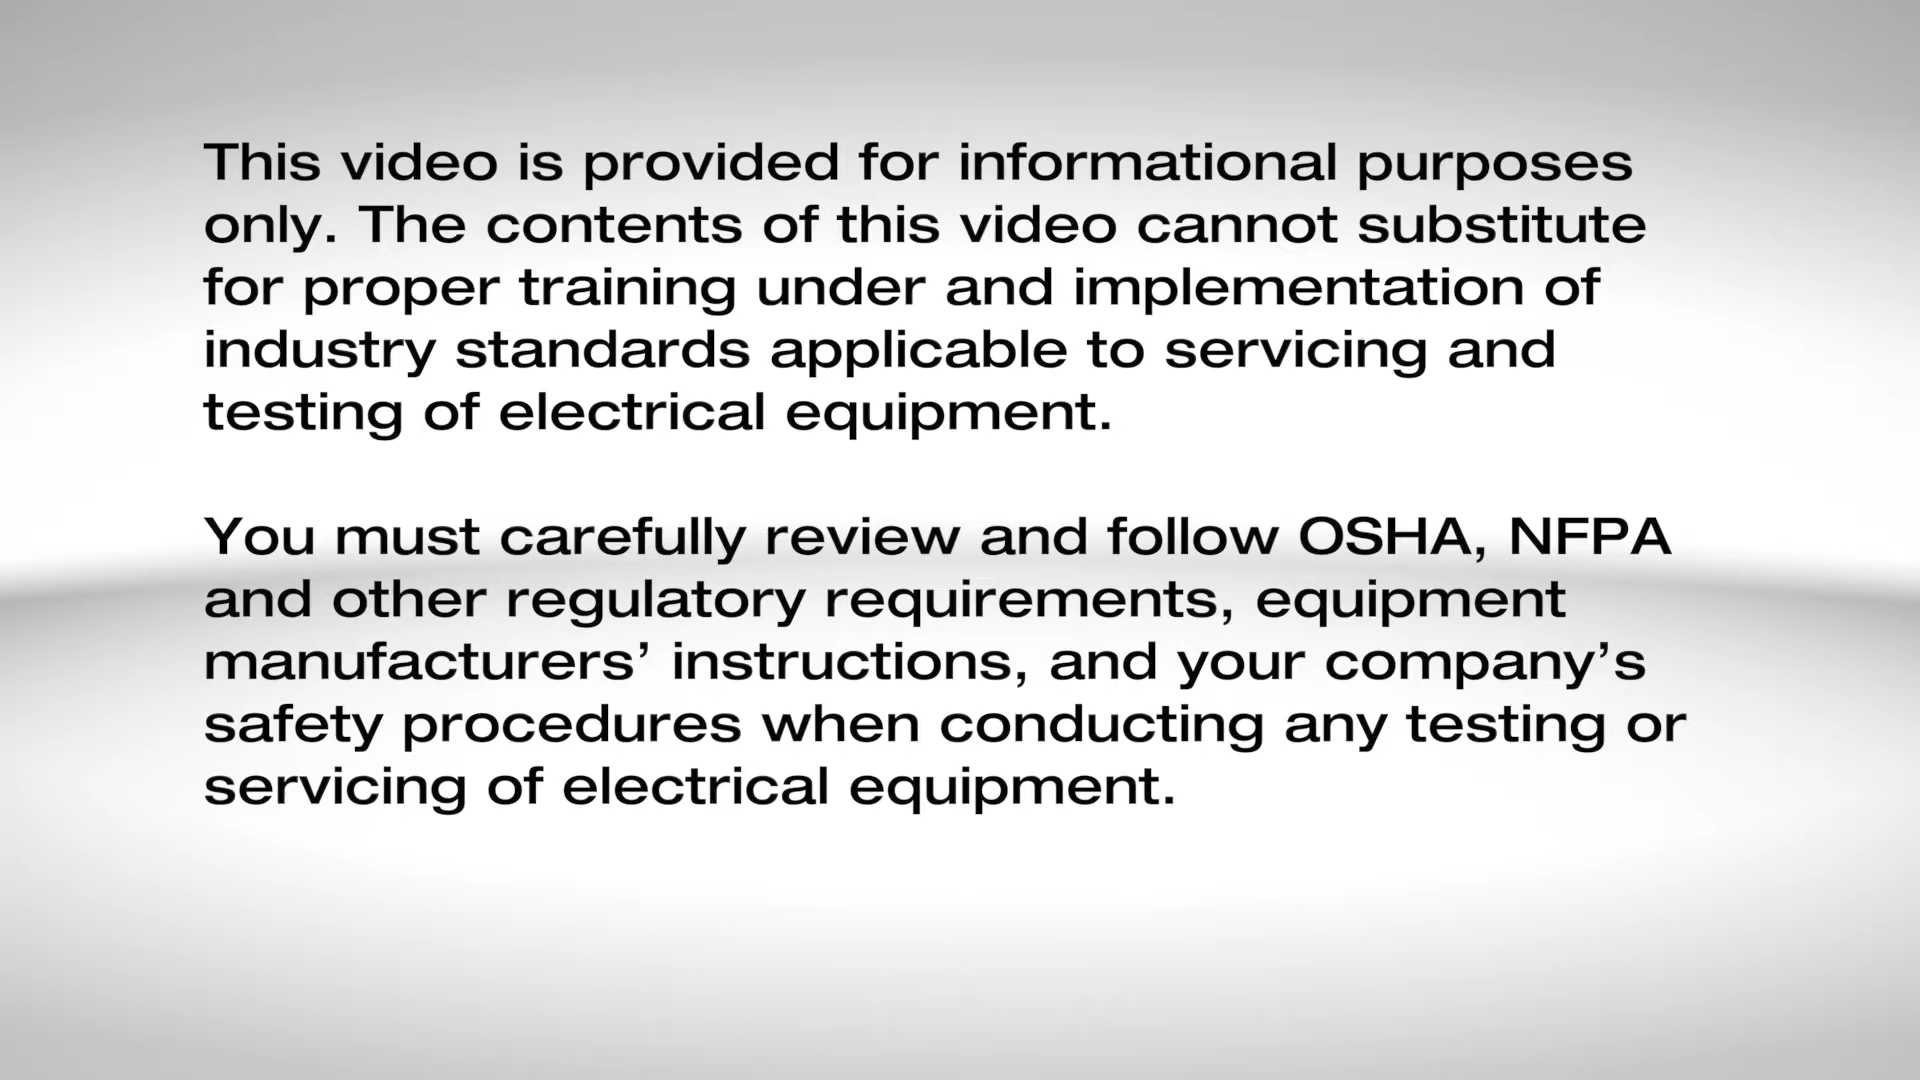 This video is provided for informational purposes
only. The contents of this video cannot substitute
for proper training under and implementation of
industry standards applicable to servicing and
testing of electrical equipment.
You must carefully review and follow OSHA, NFPA
and other regulatory requirements, equipment
manufacturers’ instructions, and your company’s
safety procedures when conducting any testing or
servicing of electrical equipment.